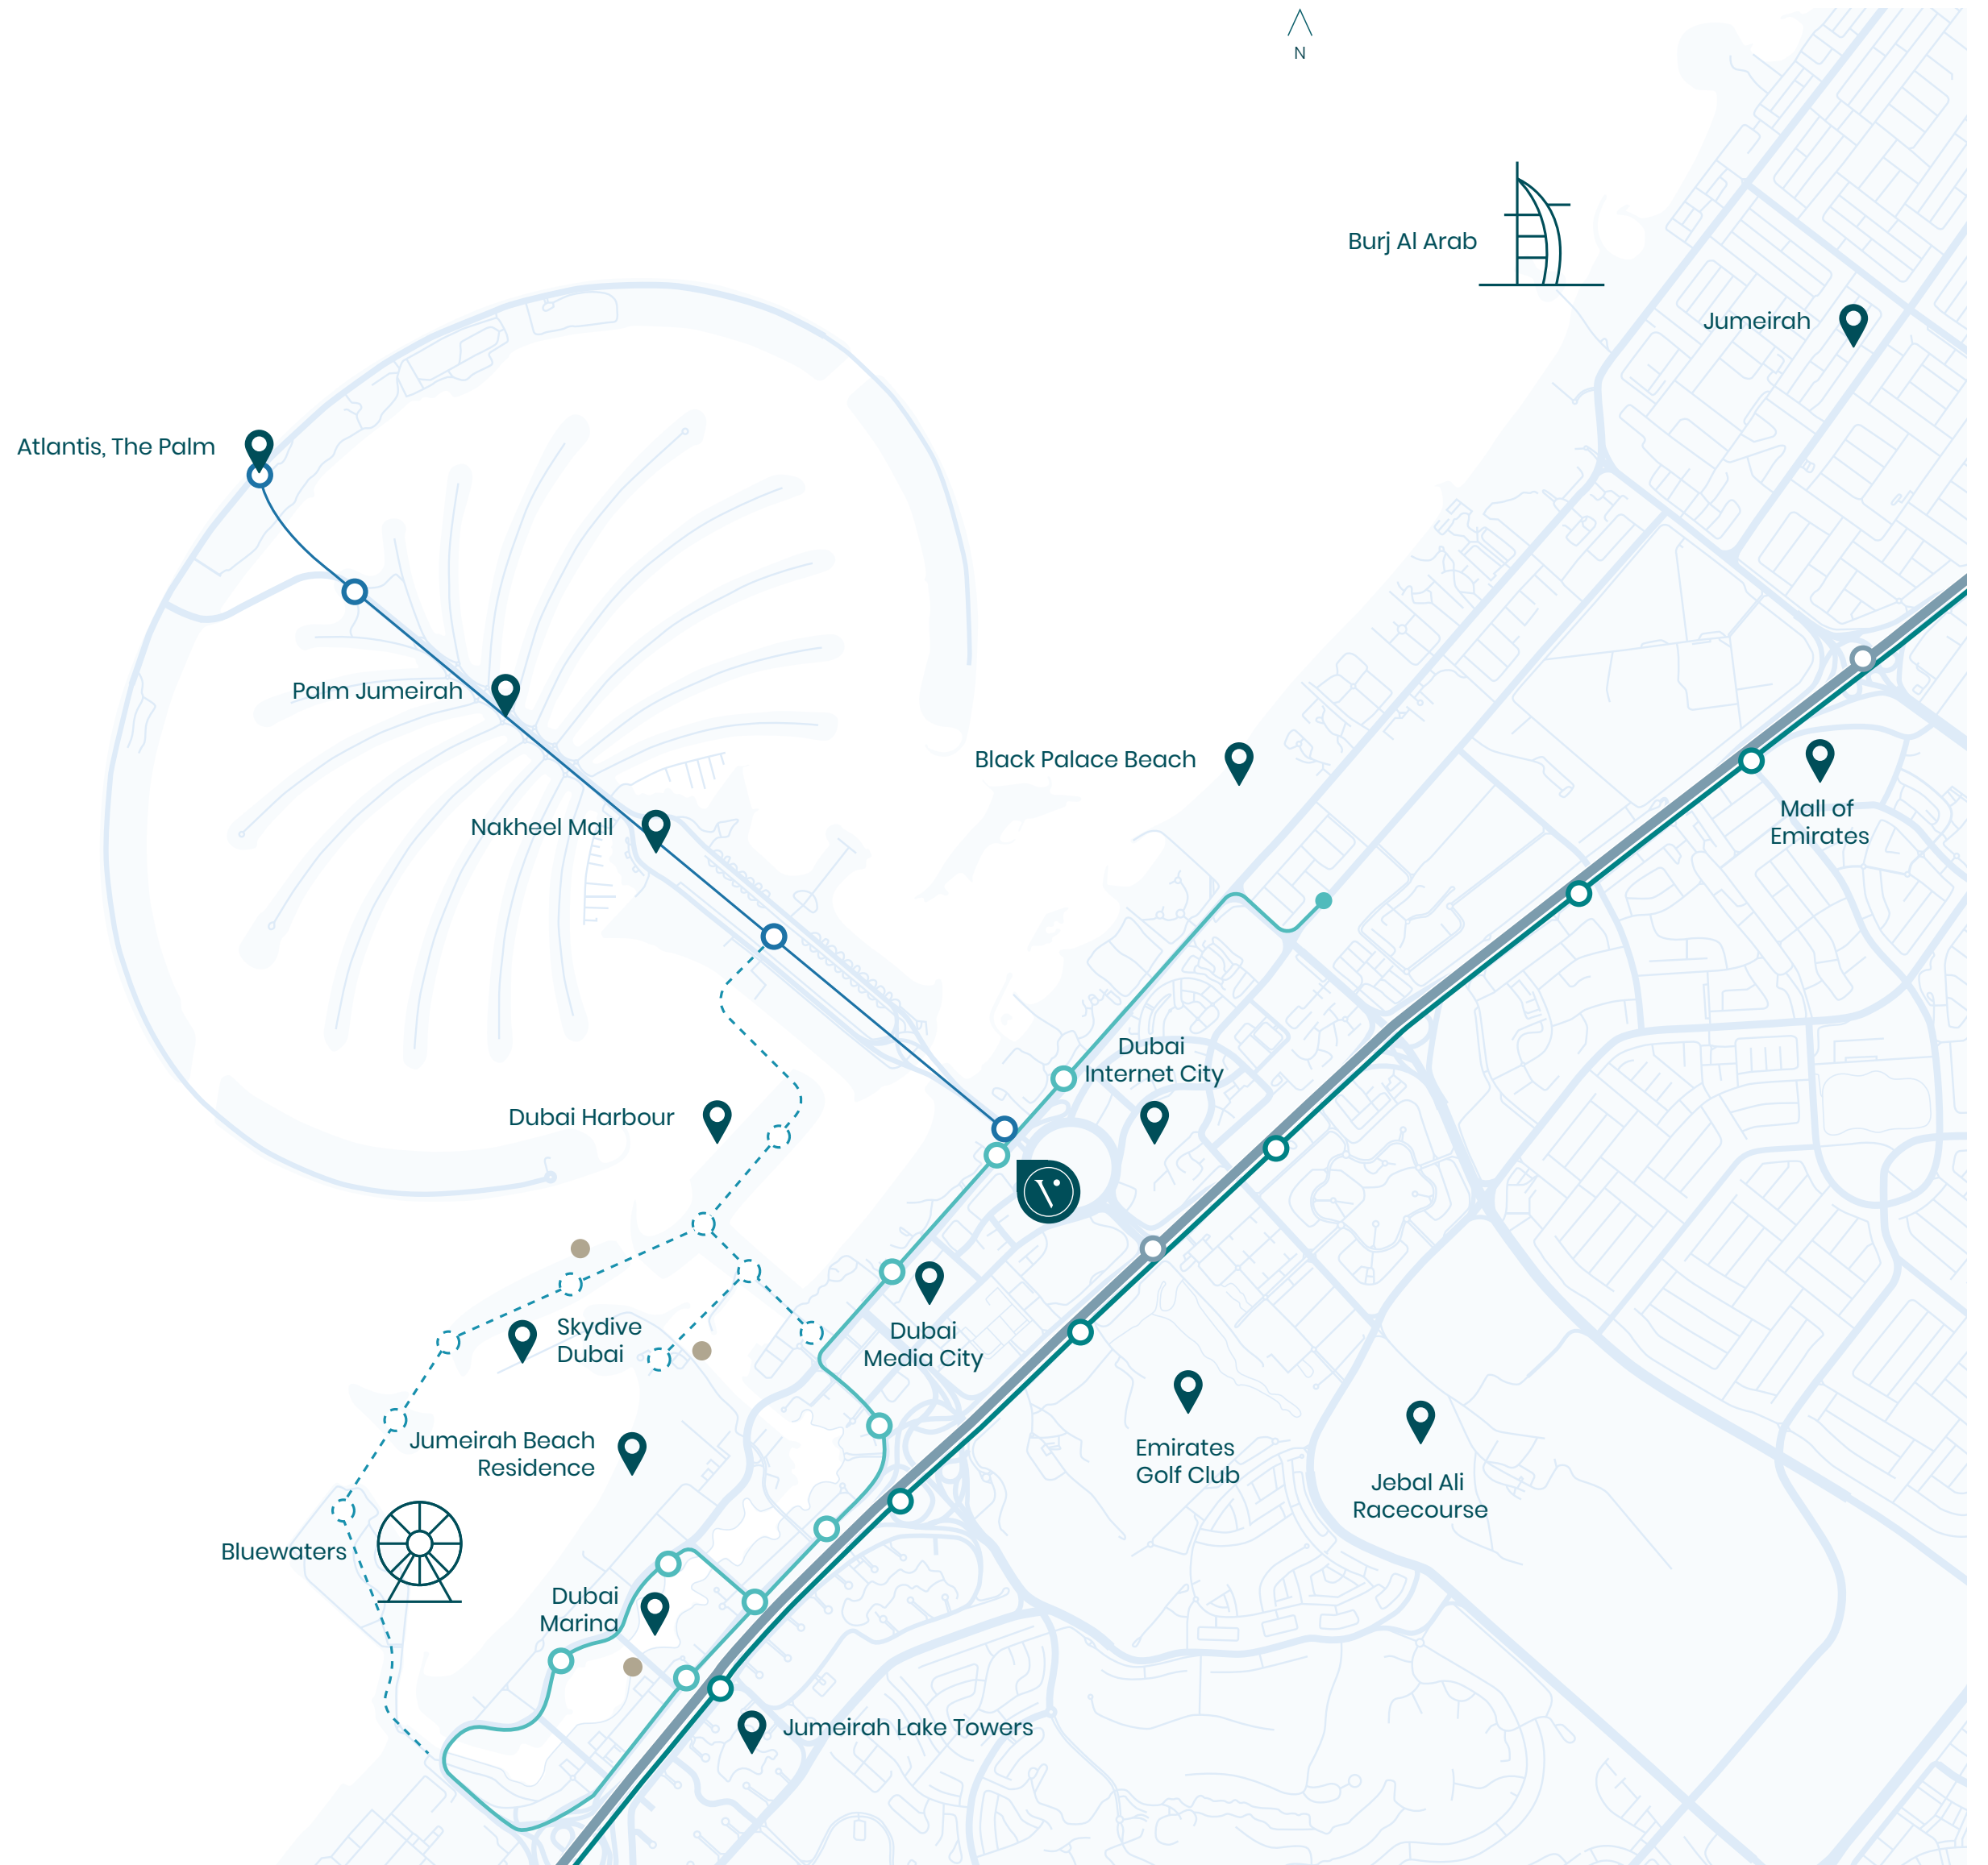 N
Burj Al Arab
Jumeirah
Atlantis, The Palm
Palm Jumeirah
Black Palace Beach
Nakheel Mall
Mall of
Emirates
Dubai
Internet City
Dubai Harbour
V
Skydive
Dubai
Dubai
Media City
Jumeirah Beach
Residence
Emirates
Golf Club
Jebal Ali
Racecourse
Bluewaters
Dubai
Marina
Jumeirah Lake Towers